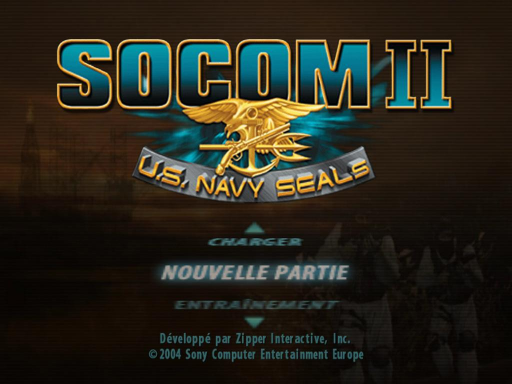 SOCOM II
U.S. NAVY SEALS
CHARGER
NOUVELLE PARTIE
ENTRAÎNEMENT
Développé par Zipper Interactive, Inc.
©2004 Sony Computer Entertainment Europe